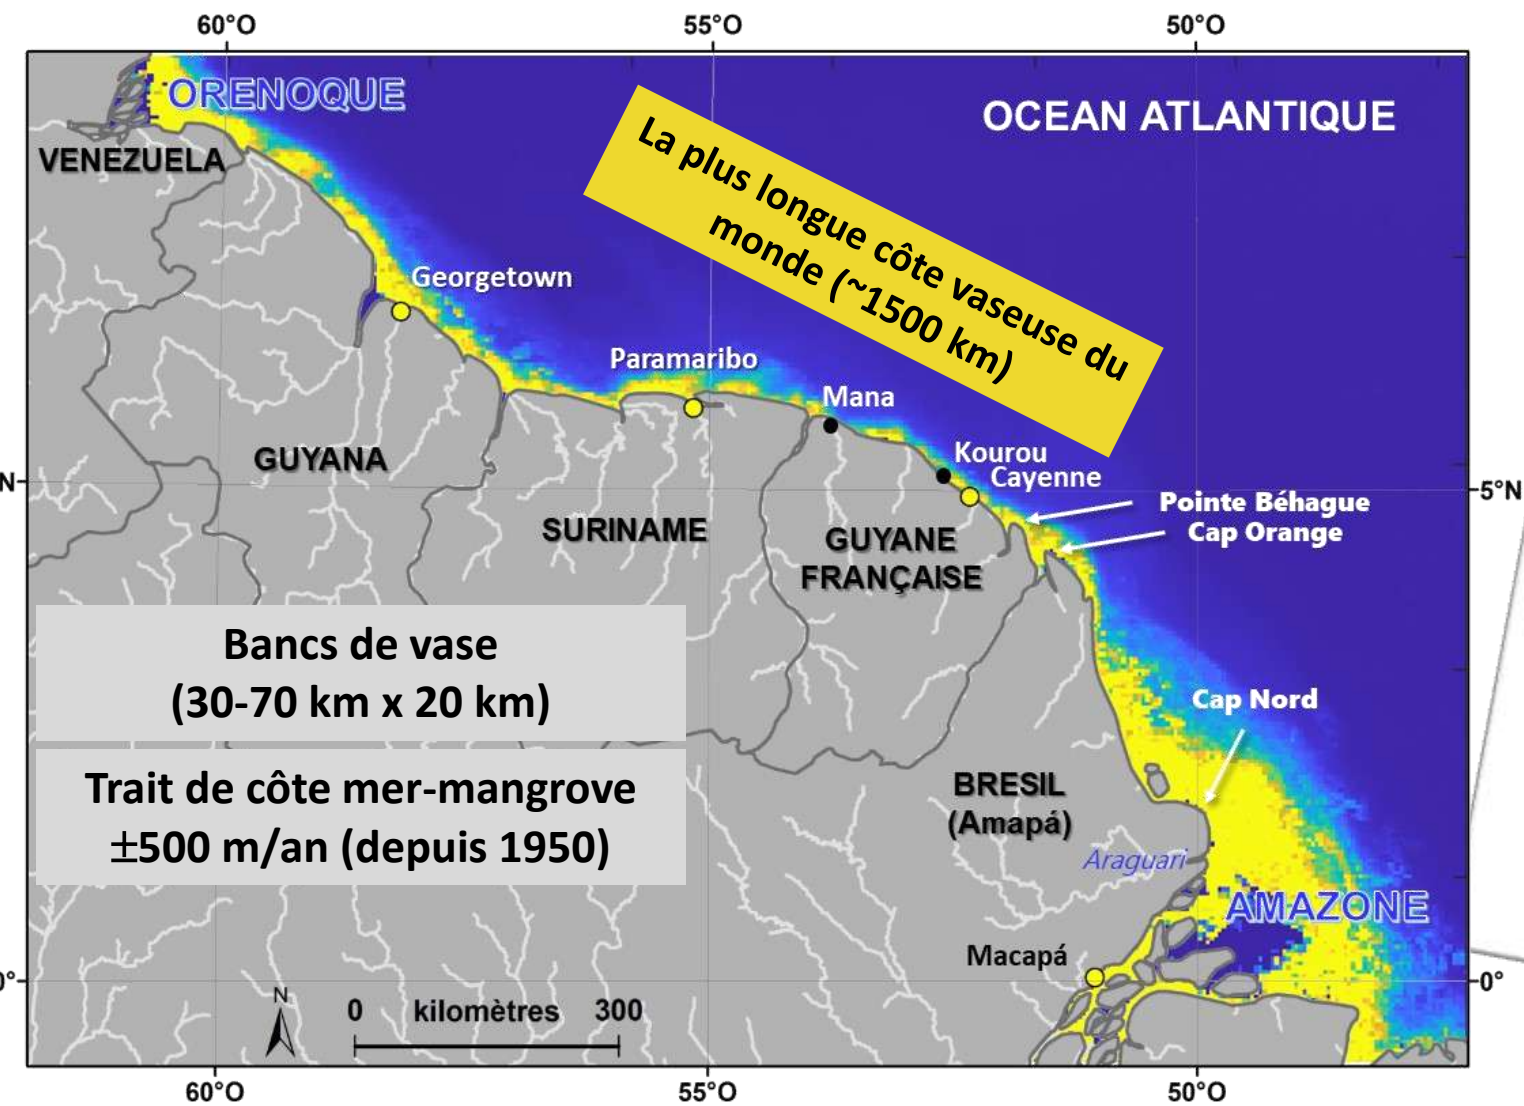 60°O
55°O
50°O
ORENOQUE
OCEAN ATLANTIQUE
VENEZUELA
La plus longue côte vaseuse du
monde (~1500 km)
Georgetown
Paramaribo
Mana
Kourou
Cayenne
GUYANA
N
5°N
Pointe Béhague
Cap Orange
SURINAME
GUYANE
FRANÇAISE
Bancs de vase
(30-70 km x 20 km)
Cap Nord
Trait de côte mer-mangrove
±500 m/an (depuis 1950)
BRESIL
(Amapá)
Araguari
AMAZONE
Macapá
0°
0°
N
0 kilomètres 300
60°O
55°O
50°O